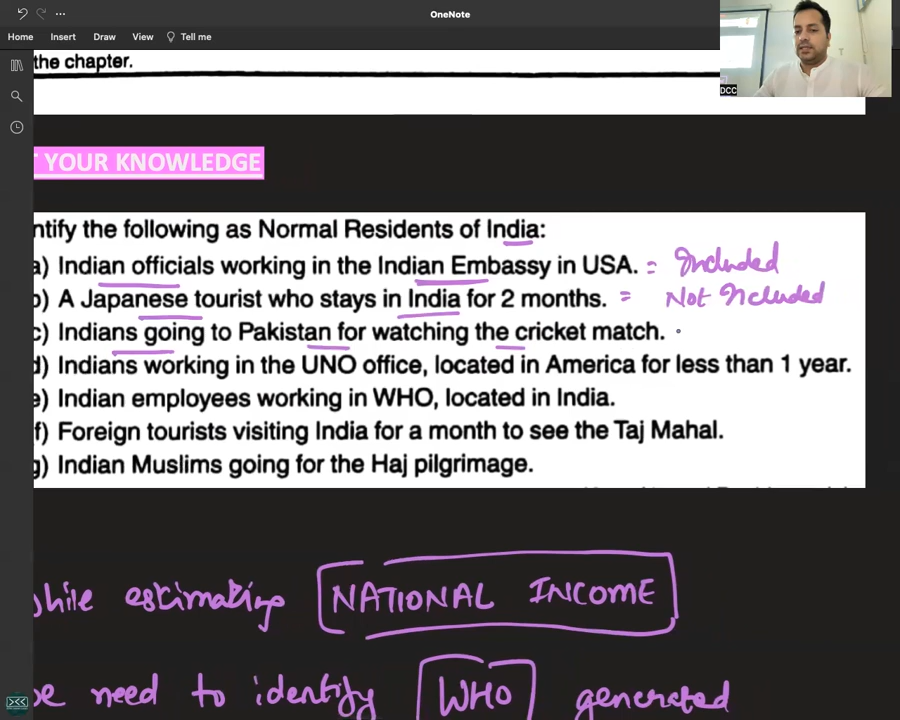 OneNote
Home Insert Draw View Tell me
DCC
the chapter.
T YOUR KNOWLEDGE
ntify the following as Normal Residents of India:
a) Indian officials working in the Indian Embassy in USA. = Included
b) A Japanese tourist who stays in India for 2 months. = Not Included
c) Indians going to Pakistan for watching the cricket match.
d) Indians working in the UNO office, located in America for less than 1 year.
e) Indian employees working in WHO, located in India.
f) Foreign tourists visiting India for a month to see the Taj Mahal.
g) Indian Muslims going for the Haj pilgrimage.
while estimating NATIONAL INCOME
we need to identify WHO generated